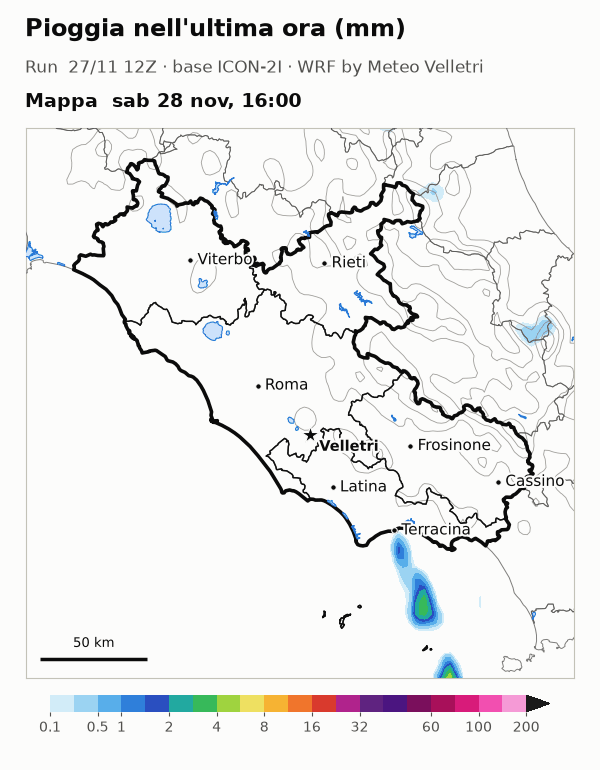 Pioggia nell'ultima ora (mm)
Run 27/11 12Z · base ICON-2I · WRF by Meteo Velletri
Mappa sab 28 nov, 16:00
Viterbo
Rieti
Roma
Velletri
Frosinone
Latina
Cassino
Terracina
50 km
0.1 0.5 1 2 4 8 16 32 60 100 200